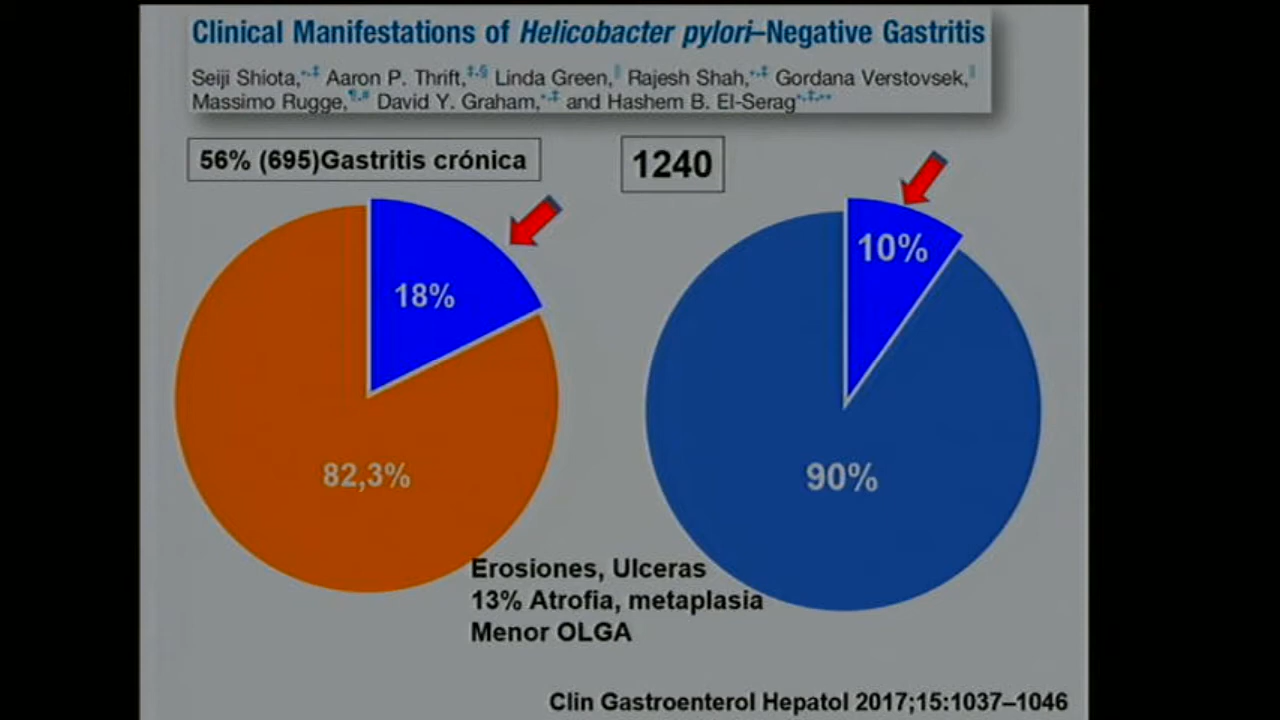 Clinical Manifestations of Helicobacter pylori–Negative Gastritis
Seiji Shiota,*,‡ Aaron P. Thrift,‡,§ Linda Green,∥ Rajesh Shah,*,‡ Gordana Verstovsek,∥
Massimo Rugge,¶,# David Y. Graham,*,‡ and Hashem B. El-Serag*,‡,**
56% (695)Gastritis crónica
1240
18%
10%
82,3%
90%
Erosiones, Ulceras
13% Atrofia, metaplasia
Menor OLGA
Clin Gastroenterol Hepatol 2017;15:1037–1046